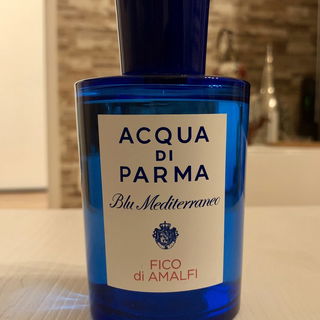 ACQUA
DI
PARMA
Blu Mediterraneo
FICO
di AMALFI